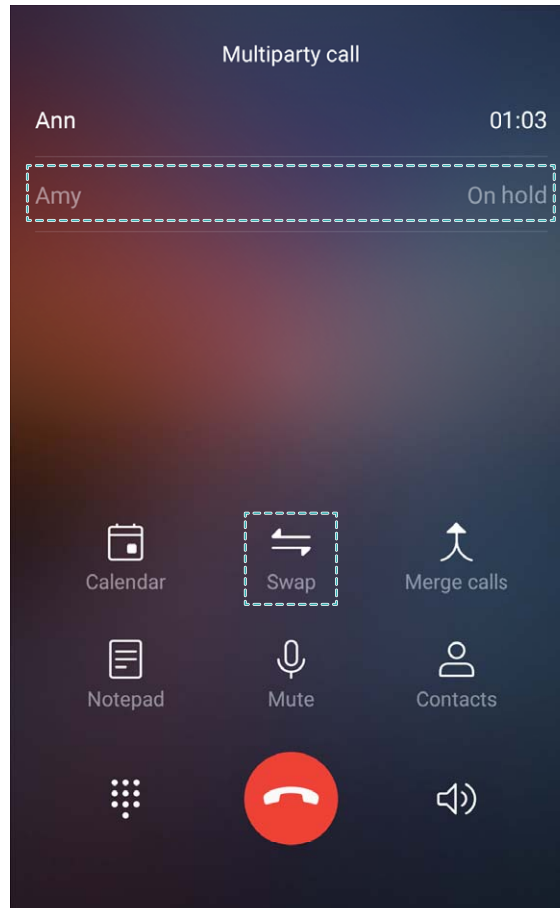 Multiparty call
Ann 01:03
Amy On hold
Calendar Swap Merge calls
Notepad Mute Contacts